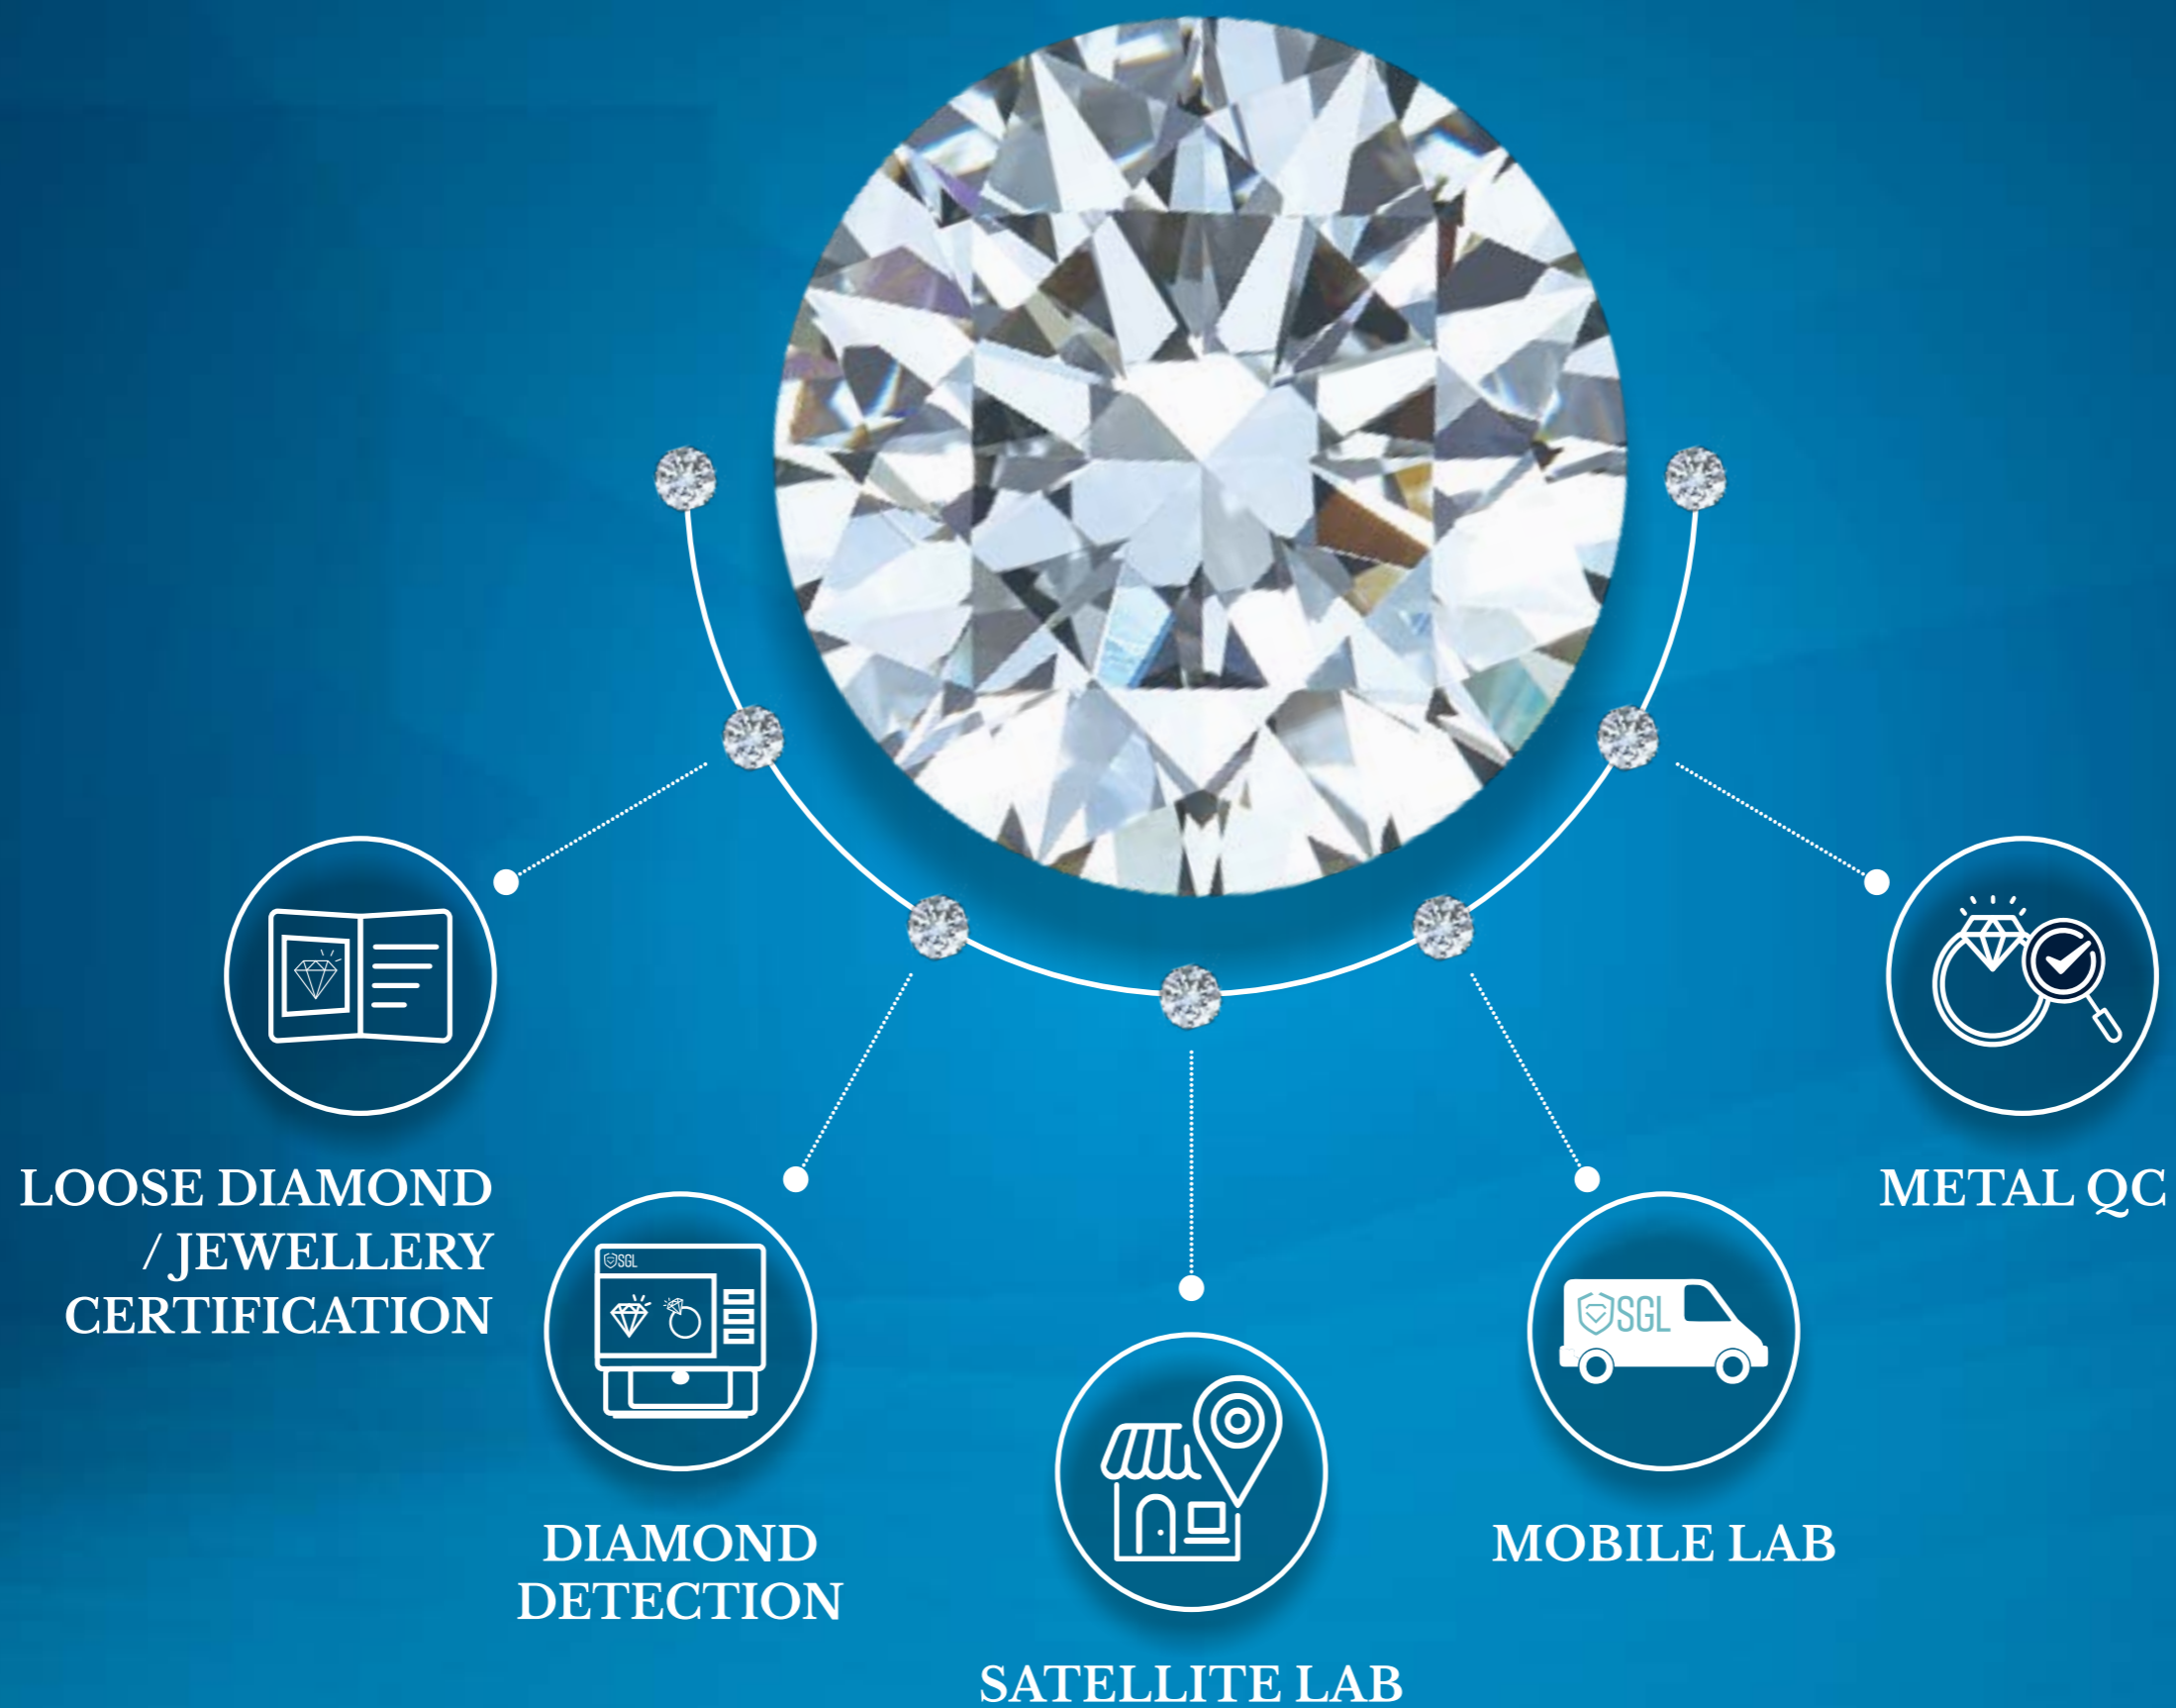 LOOSE DIAMOND
/ JEWELLERY
CERTIFICATION
SGL
DIAMOND
DETECTION
SATELLITE LAB
SGL
MOBILE LAB
METAL QC